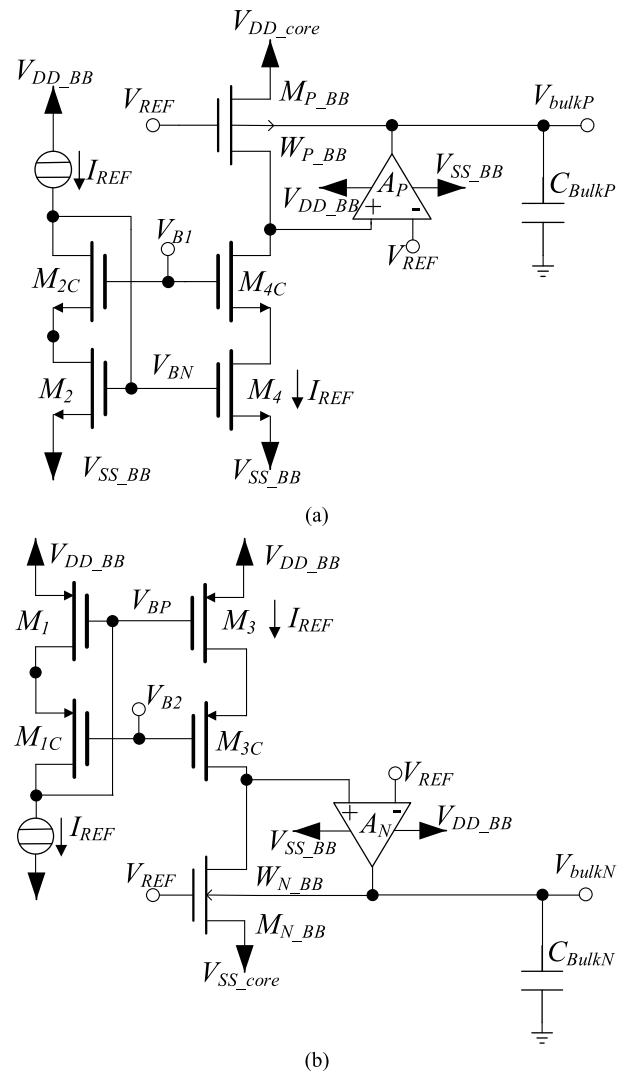 V_DD_core
V_DD_BB
V_REF
M_P_BB
V_bulkP
I_REF
W_P_BB
A_P
V_DD_BB
V_SS_BB
C_BulkP
+
-
V_B1
V_REF
M_2C
M_4C
V_BN
M_2
M_4
I_REF
V_SS_BB
V_SS_BB
(a)
V_DD_BB
V_DD_BB
V_BP
M_1
M_3
I_REF
V_B2
M_1C
M_3C
V_REF
+
-
I_REF
A_N
V_SS_BB
V_DD_BB
V_REF
W_N_BB
V_bulkN
M_N_BB
V_SS_core
C_BulkN
(b)